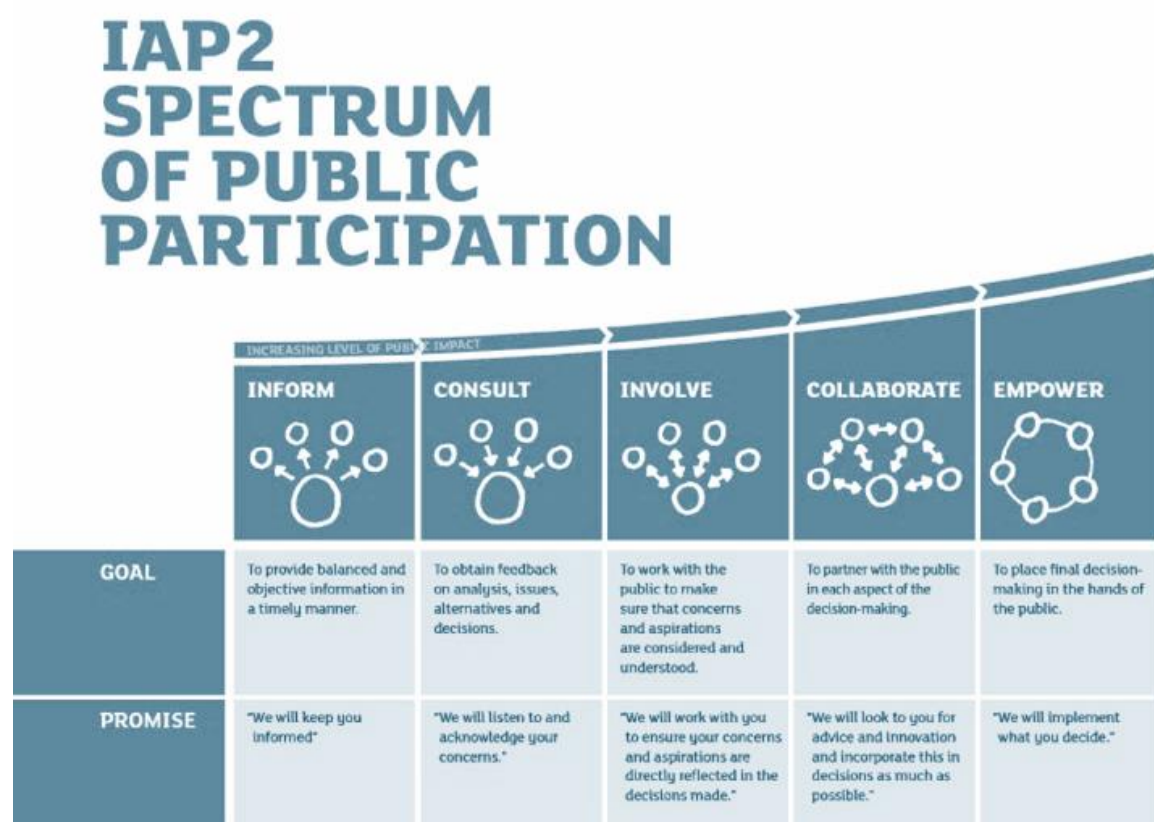 IAP2
SPECTRUM
OF PUBLIC
PARTICIPATION
INCREASING LEVEL OF PUBLIC IMPACT
INFORM
CONSULT
INVOLVE
COLLABORATE
EMPOWER
GOAL
To provide balanced and
objective information in
a timely manner.
To obtain feedback
on analysis, issues,
alternatives and
decisions.
To work with the
public to make
sure that concerns
and aspirations
are considered and
understood.
To partner with the public
in each aspect of the
decision-making.
To place final decision-
making in the hands of
the public.
PROMISE
"We will keep you
informed"
"We will listen to and
acknowledge your
concerns."
"We will work with you
to ensure your concerns
and aspirations are
directly reflected in the
decisions made."
"We will look to you for
advice and innovation
and incorporate this in
decisions as much as
possible."
"We will implement
what you decide."